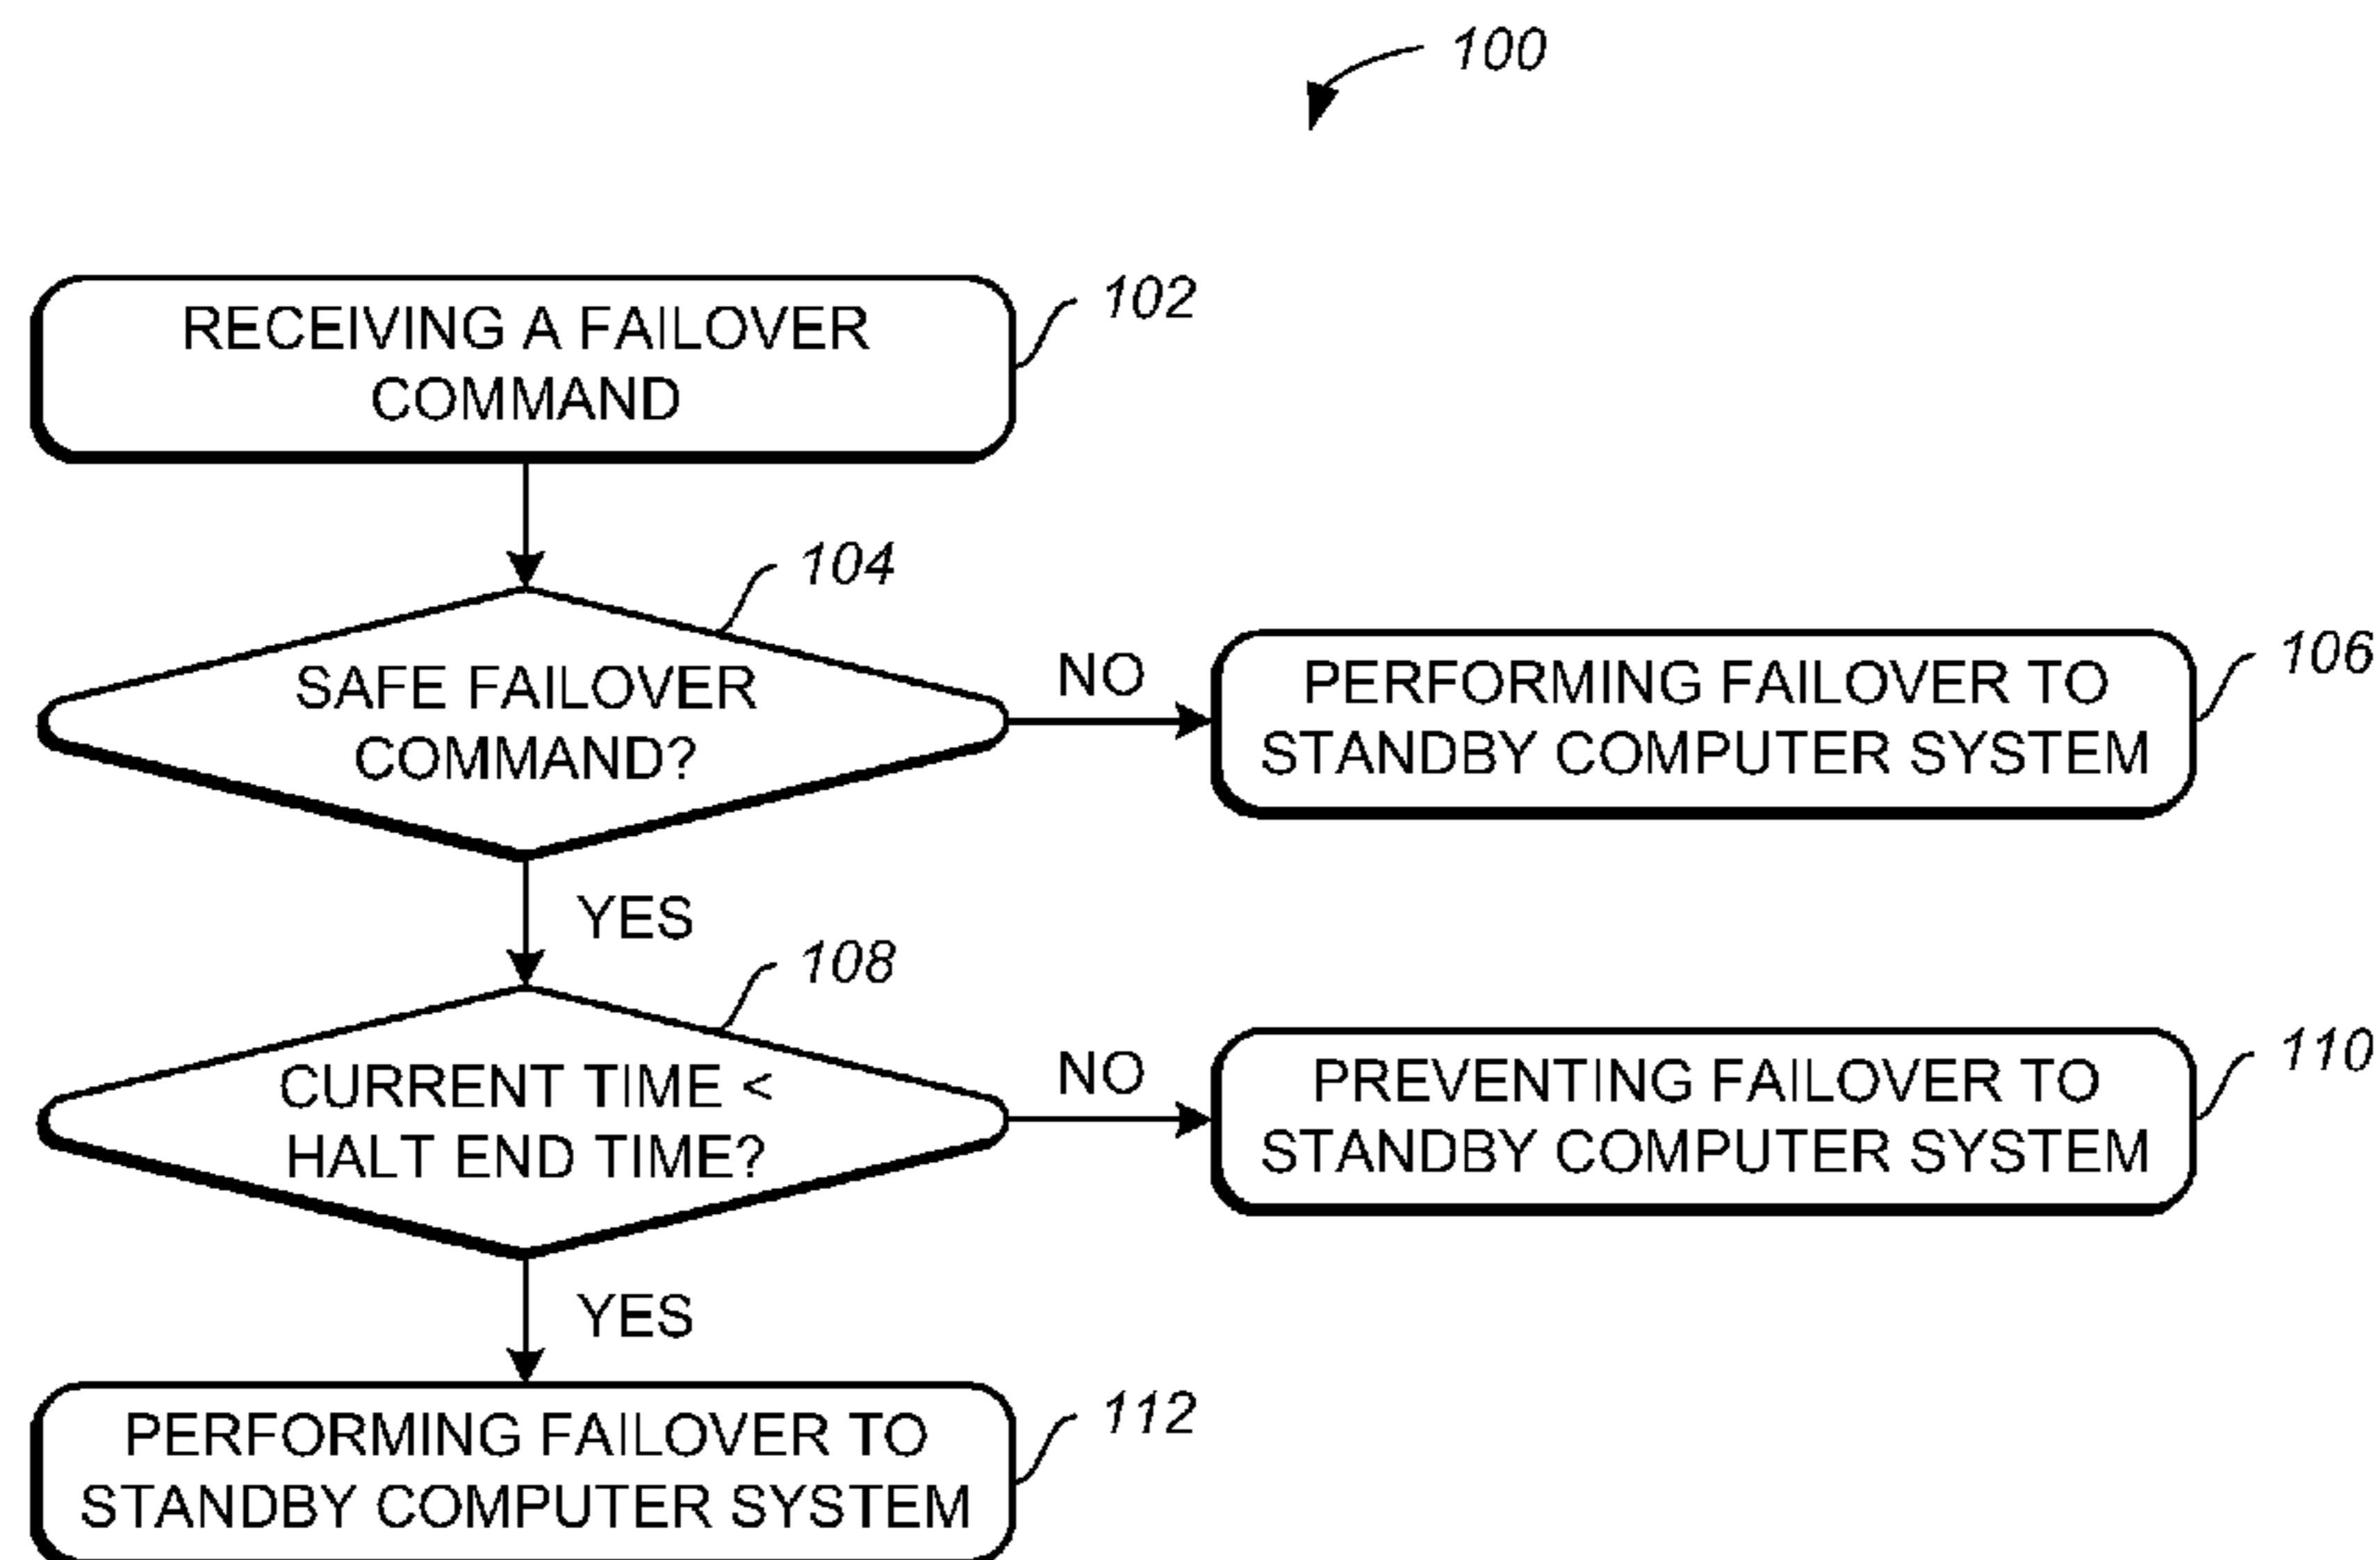 100
RECEIVING A FAILOVER
COMMAND
102
104
SAFE FAILOVER
COMMAND?
NO
PERFORMING FAILOVER TO
STANDBY COMPUTER SYSTEM
106
YES
108
CURRENT TIME <
HALT END TIME?
NO
PREVENTING FAILOVER TO
STANDBY COMPUTER SYSTEM
110
YES
PERFORMING FAILOVER TO
STANDBY COMPUTER SYSTEM
112